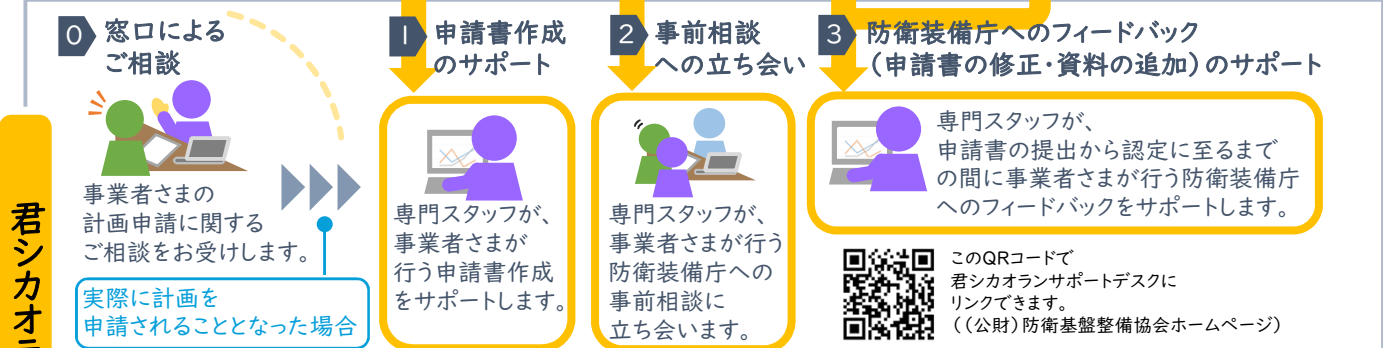 0 窓口による
ご相談
事業者さまの
計画申請に関する
ご相談をお受けします。
実際に計画を
申請されることとなった場合
1 申請書作成
のサポート
専門スタッフが、
事業者さまが
行う申請書作成
をサポートします。
2 事前相談
への立ち会い
専門スタッフが、
事業者さまが行う
防衛装備庁への
事前相談に
立ち会います。
3 防衛装備庁へのフィードバック
（申請書の修正・資料の追加）のサポート
専門スタッフが、
申請書の提出から認定に至るまで
の間に事業者さまが行う防衛装備庁
へのフィードバックをサポートします。
このQRコードで
君シカオランサポートデスクに
リンクできます。
（（公財）防衛基盤整備協会ホームページ）
君シカオラ